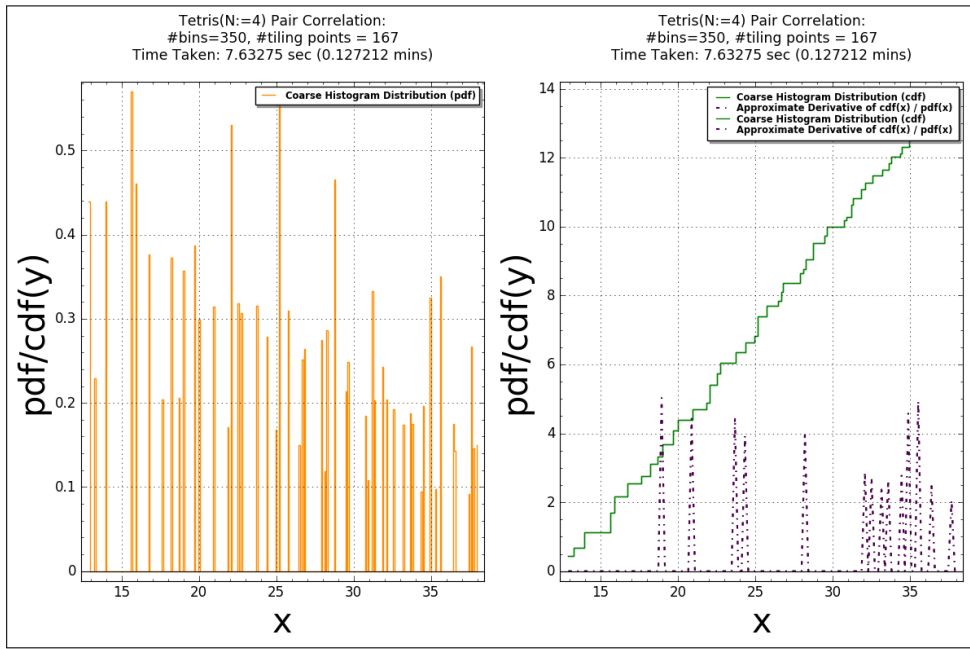 Tetris(N:=4) Pair Correlation:
#bins=350, #tiling points = 167
Time Taken: 7.63275 sec (0.127212 mins)
Coarse Histogram Distribution (pdf)
pdf/cdf(y)
0.5
0.4
0.3
0.2
0.1
0
15
20
25
30
35
x
Tetris(N:=4) Pair Correlation:
#bins=350, #tiling points = 167
Time Taken: 7.63275 sec (0.127212 mins)
Coarse Histogram Distribution (cdf)
Approximate Derivative of cdf(x) / pdf(x)
Coarse Histogram Distribution (cdf)
Approximate Derivative of cdf(x) / pdf(x)
pdf/cdf(y)
14
12
10
8
6
4
2
0
15
20
25
30
35
x